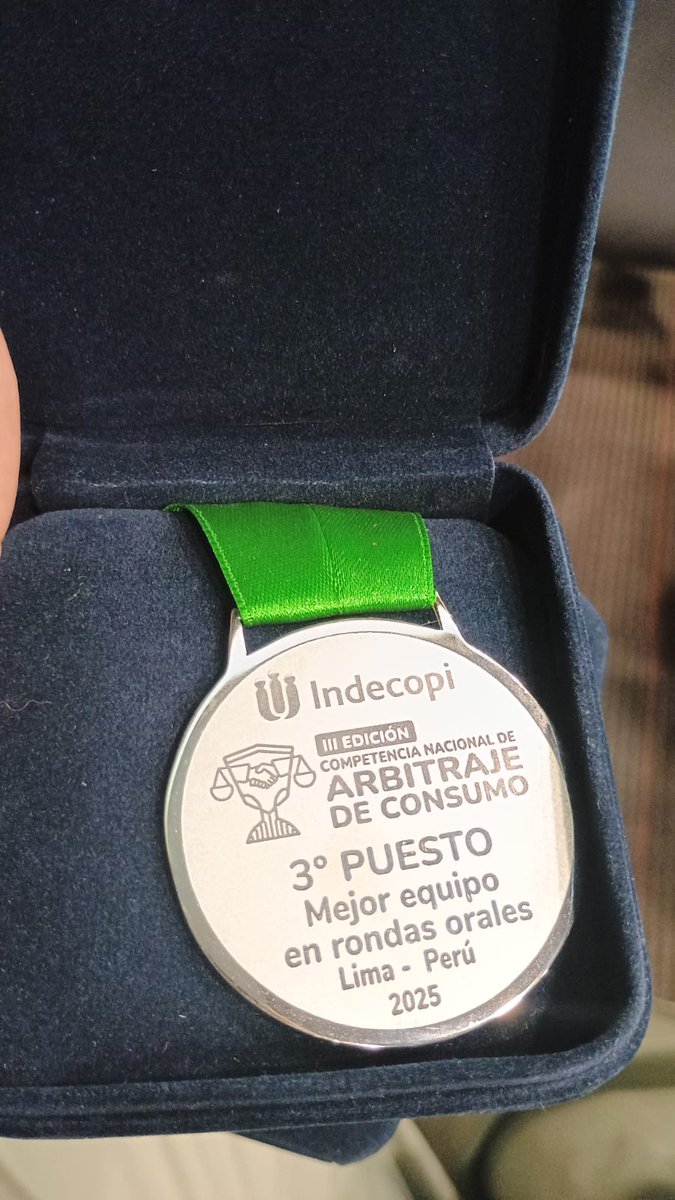 Indecopi
III EDICIÓN
COMPETENCIA NACIONAL DE
ARBITRAJE
DE CONSUMO
3° PUESTO
Mejor equipo
en rondas orales
Lima - Perú
2025